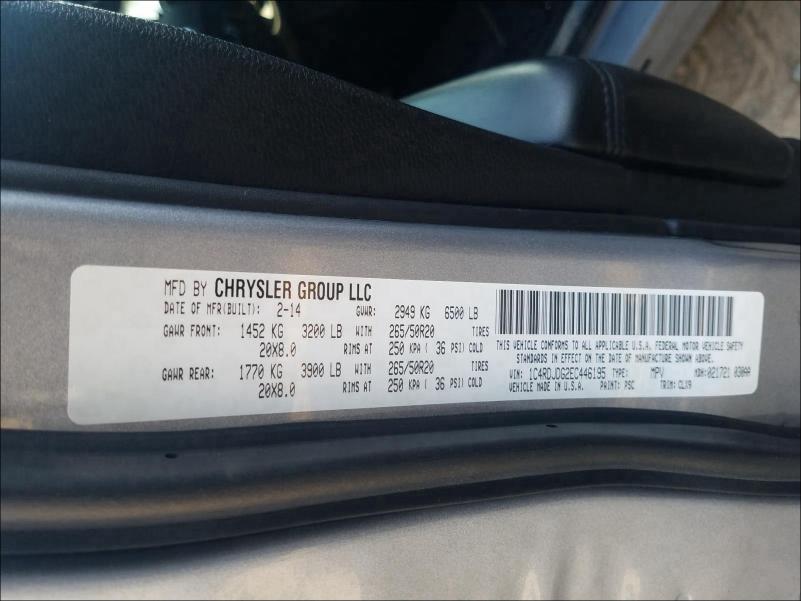 MFD BY CHRYSLER GROUP LLC
DATE OF MFR(BUILT): 2-14 GVWR: 2949 KG 6500 LB
GAWR FRONT: 1452 KG 3200 LB WITH 265/50R20 TIRES
20X8.0 RIMS AT 250 KPA ( 36 PSI) COLD
GAWR REAR: 1770 KG 3900 LB WITH 265/50R20 TIRES
20X8.0 RIMS AT 250 KPA ( 36 PSI) COLD
THIS VEHICLE CONFORMS TO ALL APPLICABLE U.S.A. FEDERAL MOTOR VEHICLE SAFETY
STANDARDS IN EFFECT ON THE DATE OF MANUFACTURE SHOWN ABOVE.
VIN: 1C4RDJDG2EC446195 TYPE: MPV MDH: 021721 038AA
VEHICLE MADE IN U.S.A. PAINT: PSC TRIM: CLX9